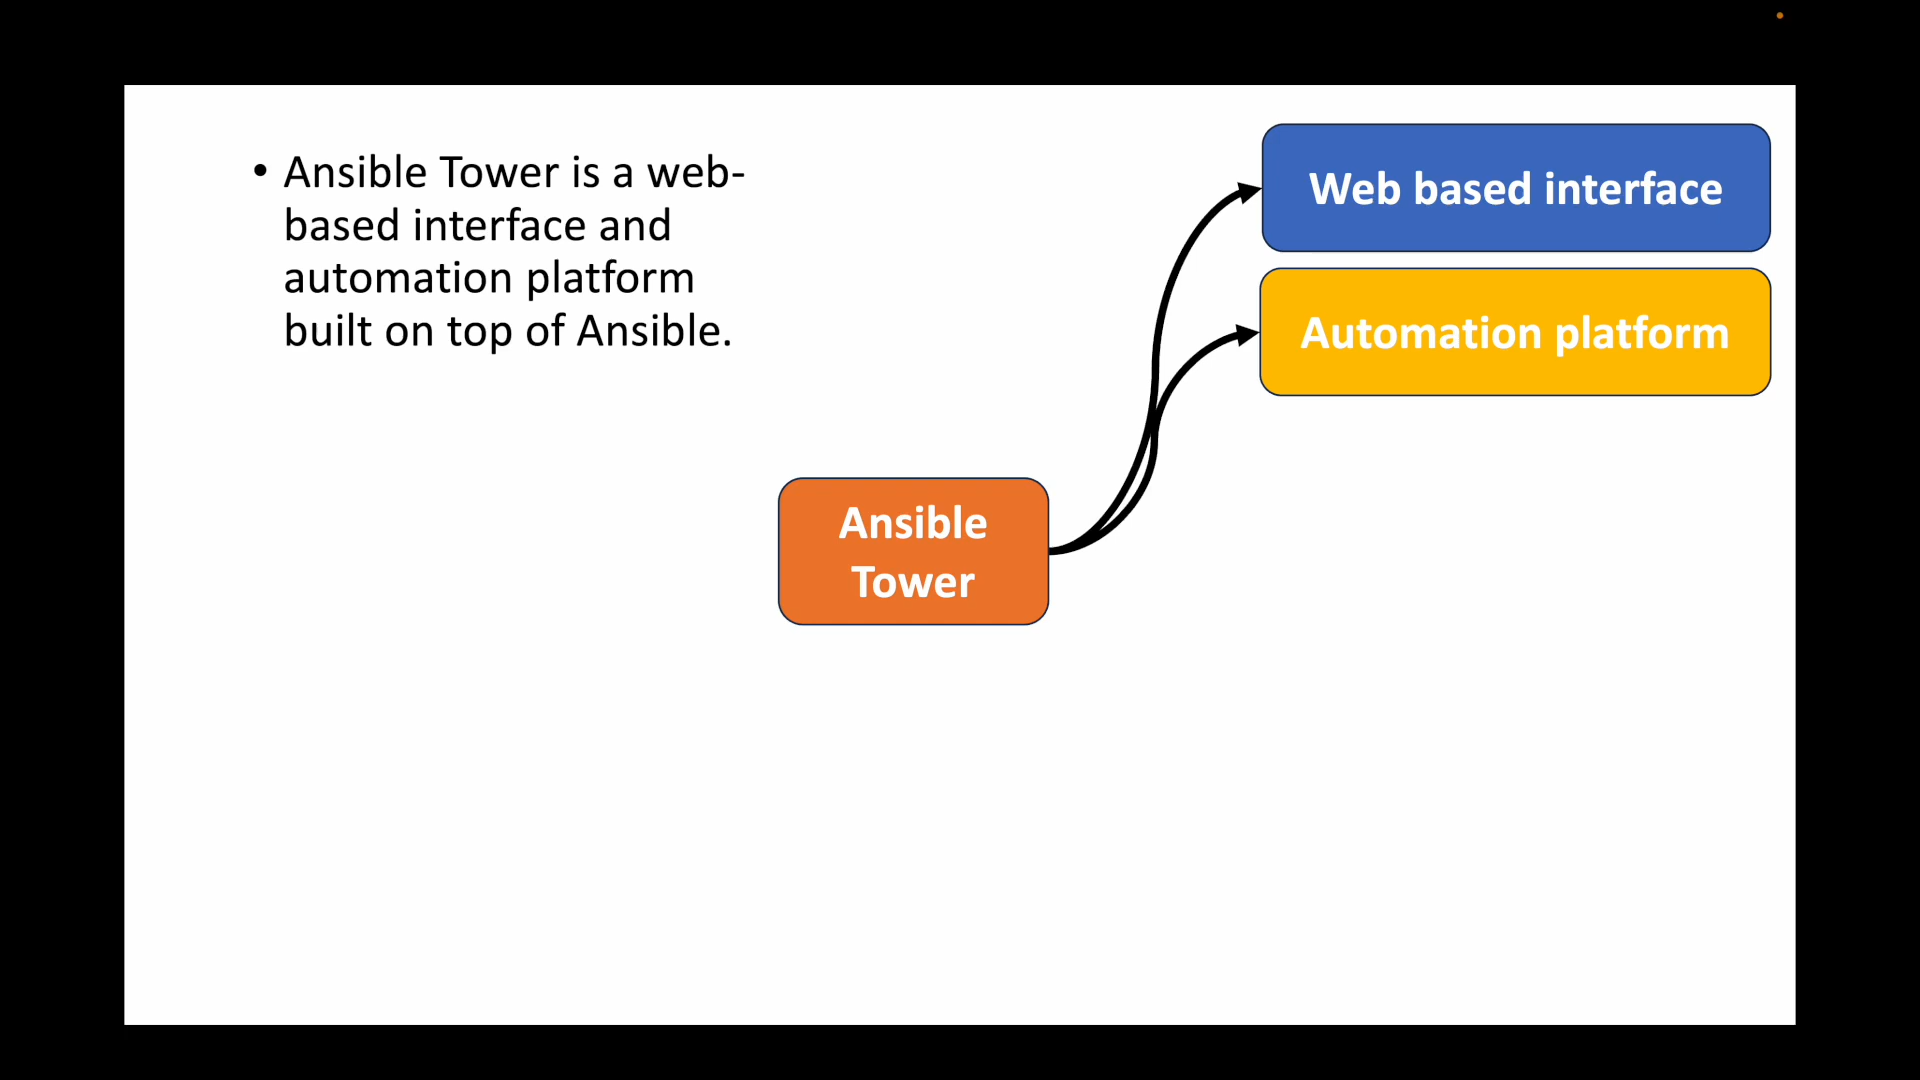 • Ansible Tower is a web-
based interface and
automation platform
built on top of Ansible.
Web based interface
Automation platform
Ansible
Tower